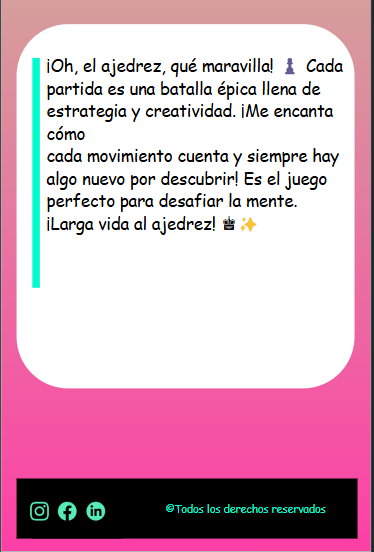 ¡Oh, el ajedrez, qué maravilla! ♟️ Cada
partida es una batalla épica llena de
estrategia y creatividad. ¡Me encanta
cómo
cada movimiento cuenta y siempre hay
algo nuevo por descubrir! Es el juego
perfecto para desafiar la mente.
¡Larga vida al ajedrez! ♚✨
©Todos los derechos reservados